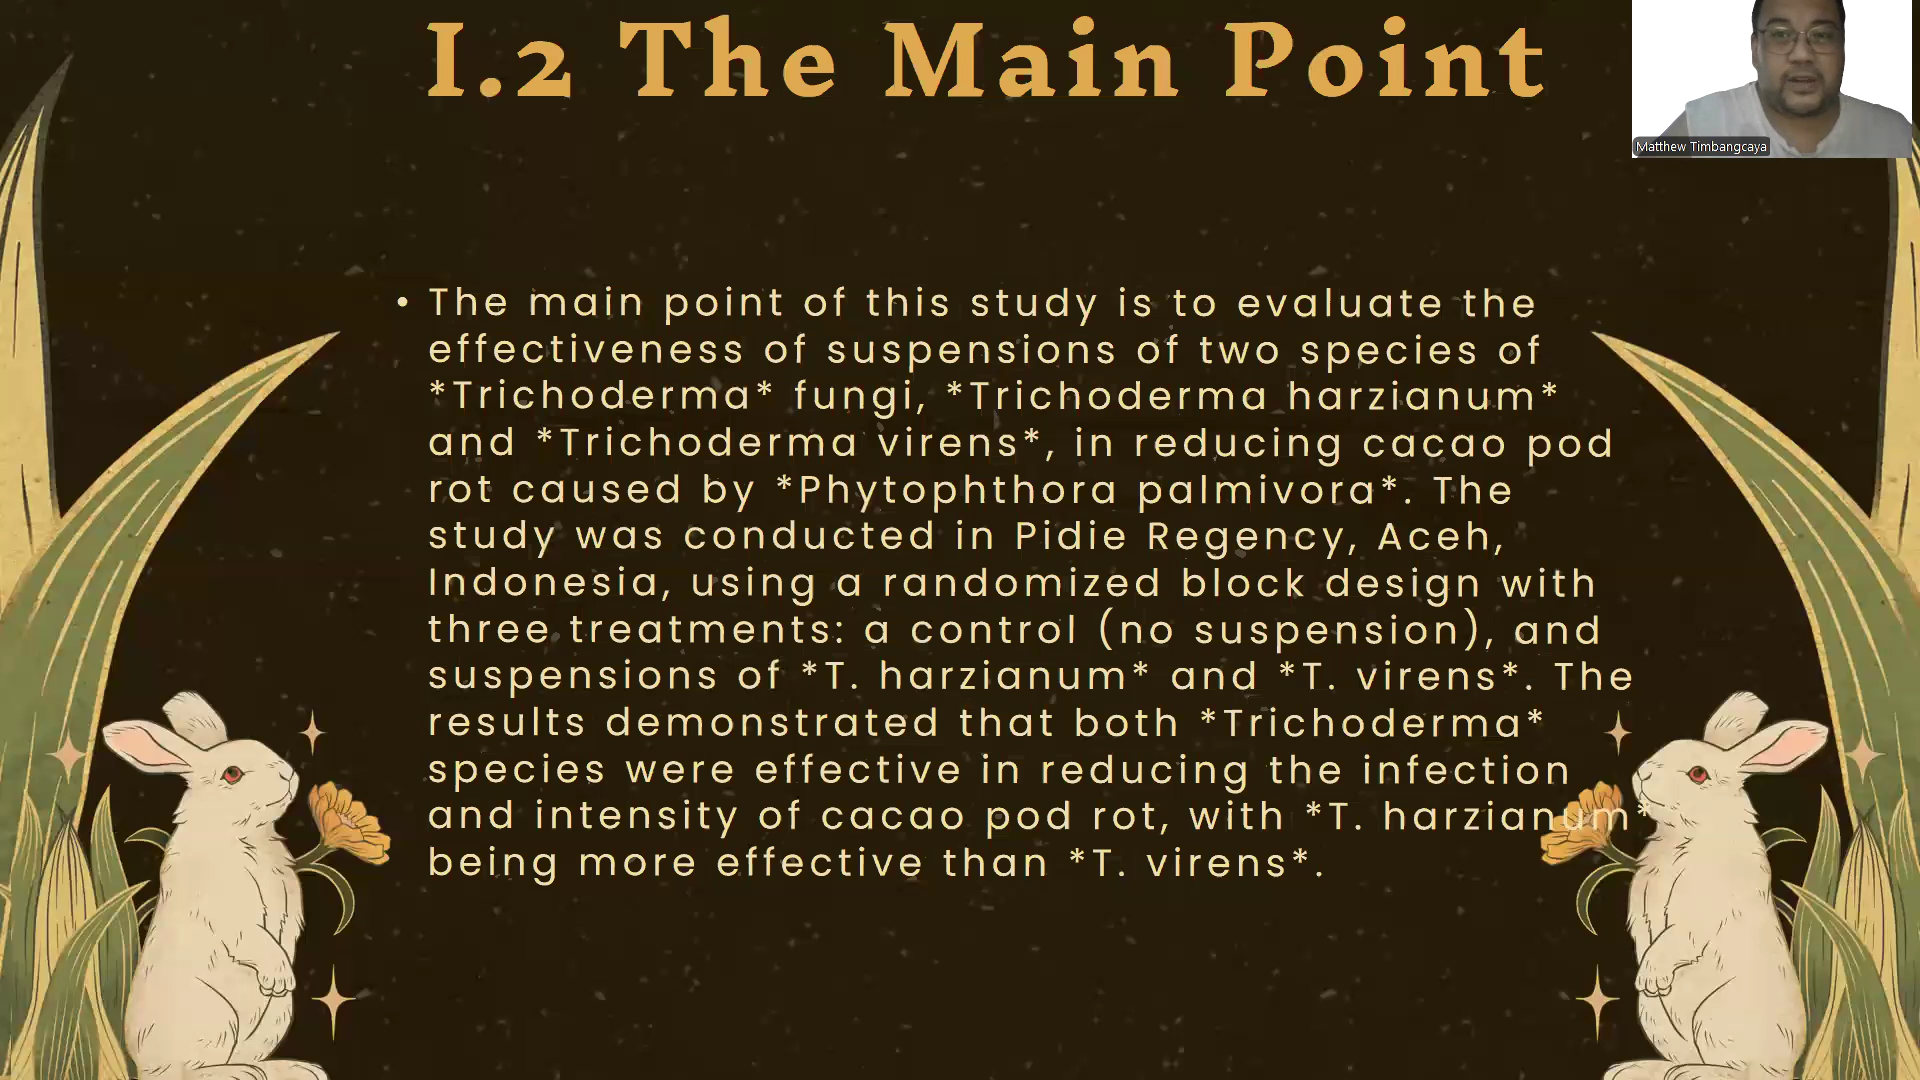 I.2 The Main Point
Matthew Timbangcaya
• The main point of this study is to evaluate the
effectiveness of suspensions of two species of
*Trichoderma* fungi, *Trichoderma harzianum*
and *Trichoderma virens*, in reducing cacao pod
rot caused by *Phytophthora palmivora*. The
study was conducted in Pidie Regency, Aceh,
Indonesia, using a randomized block design with
three treatments: a control (no suspension), and
suspensions of *T. harzianum* and *T. virens*. The
results demonstrated that both *Trichoderma*
species were effective in reducing the infection
and intensity of cacao pod rot, with *T. harzianum*
being more effective than *T. virens*.